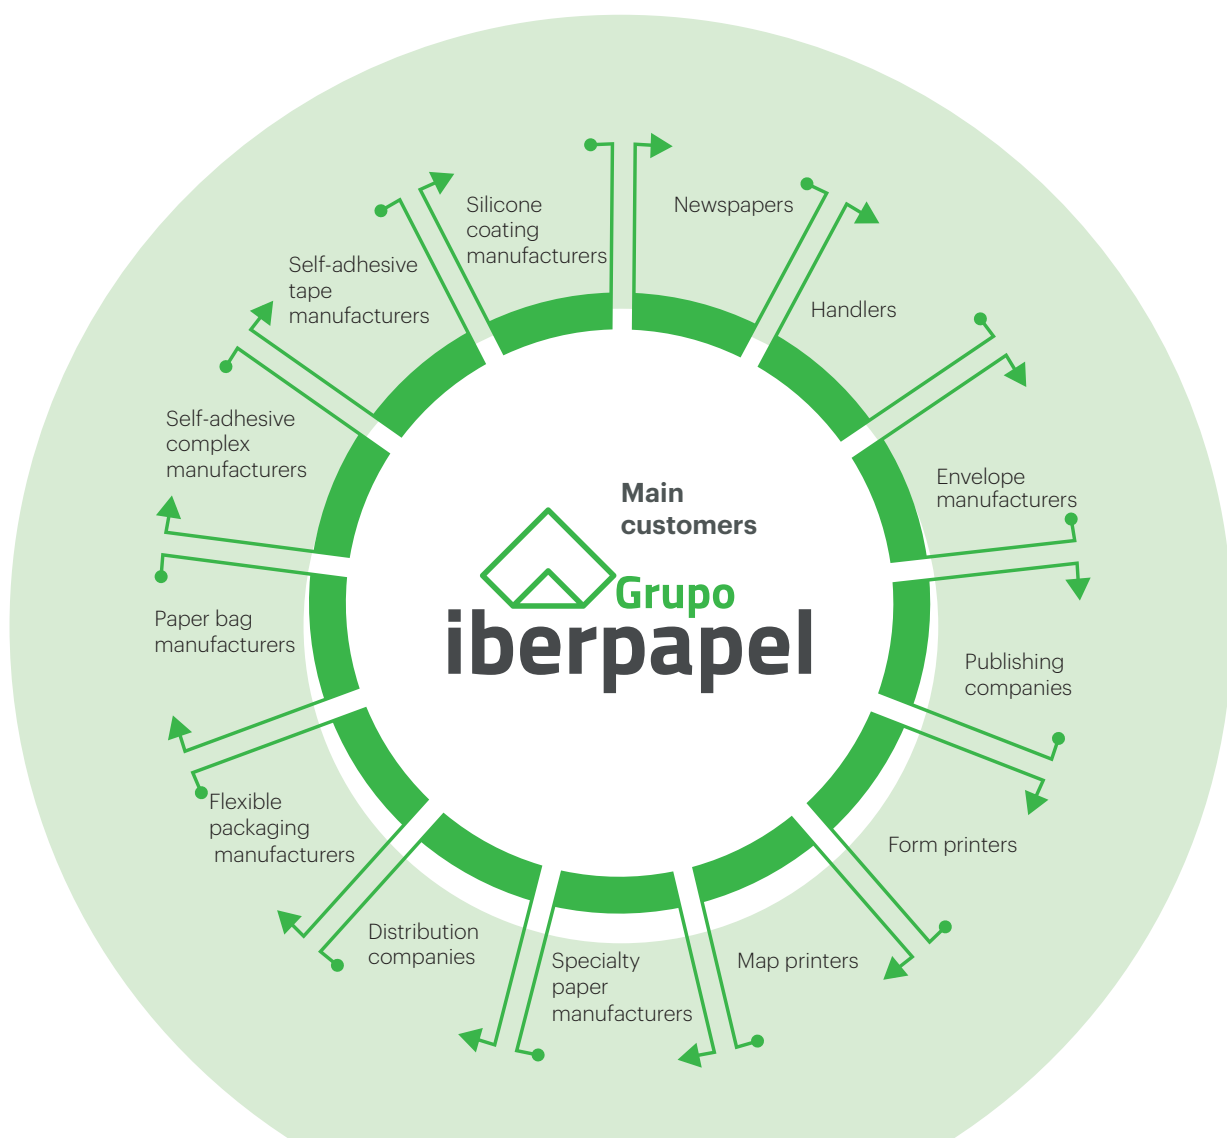 Newspapers
Handlers
Envelope
manufacturers
Publishing
companies
Form printers
Map printers
Specialty
paper
manufacturers
Distribution
companies
Flexible
packaging
manufacturers
Paper bag
manufacturers
Self-adhesive
complex
manufacturers
Self-adhesive
tape
manufacturers
Silicone
coating
manufacturers
Main
customers
Grupo
iberpapel